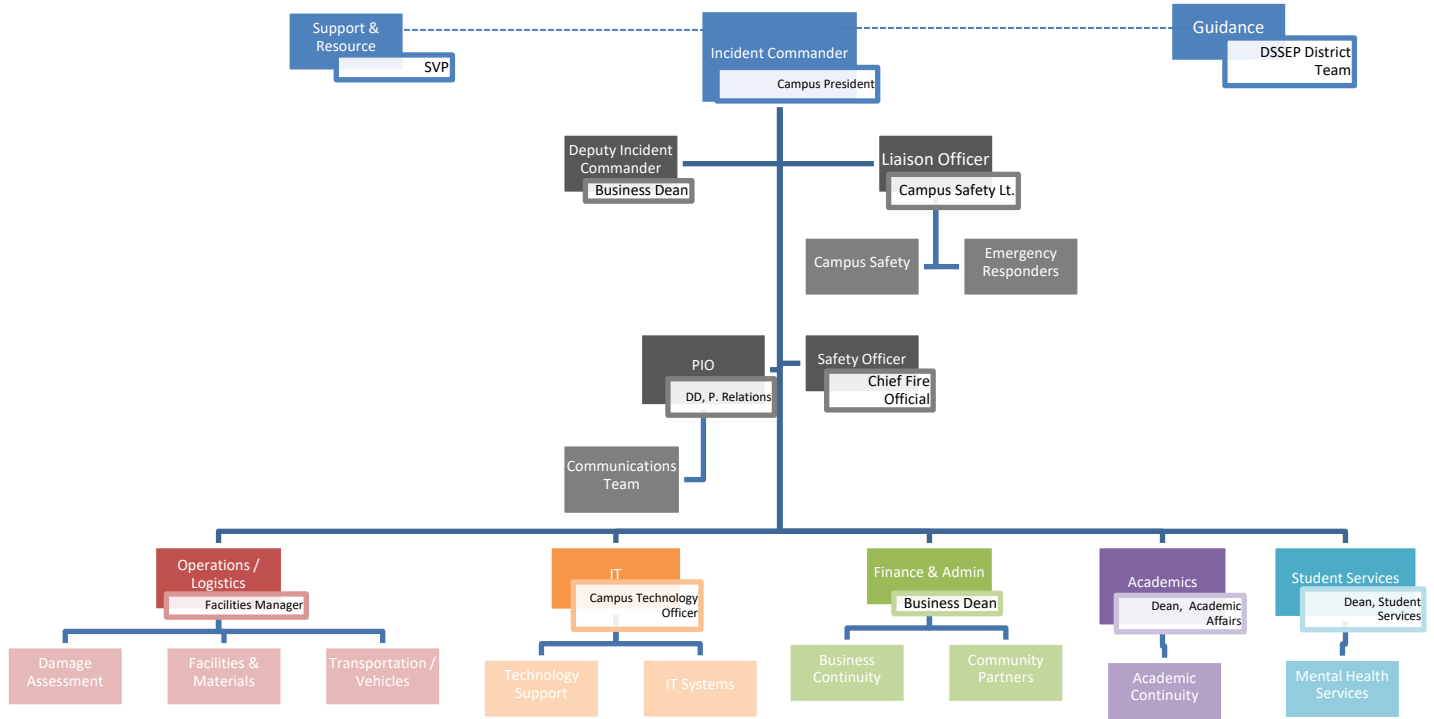 Support &
Resource
SVP
Incident Commander
Campus President
Guidance
DSSEP District
Team
Deputy Incident
Commander
Business Dean
Liaison Officer
Campus Safety Lt.
Campus Safety
Emergency
Responders
PIO
DD, P. Relations
Safety Officer
Chief Fire
Official
Communications
Team
Operations /
Logistics
Facilities Manager
IT
Campus Technology
Officer
Finance & Admin
Business Dean
Academics
Dean, Academic
Affairs
Student Services
Dean, Student
Services
Damage
Assessment
Facilities &
Materials
Transportation /
Vehicles
Technology
Support
IT Systems
Business
Continuity
Community
Partners
Academic
Continuity
Mental Health
Services